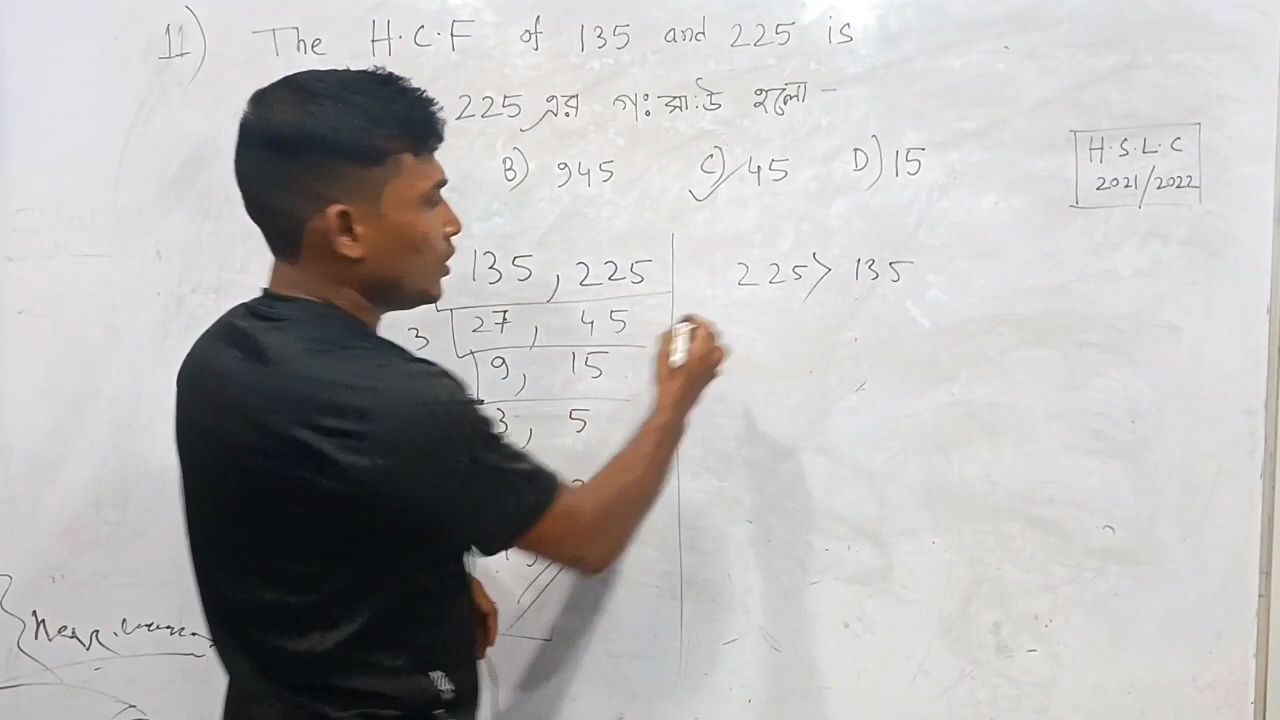 11) The H.C.F of 135 and 225 is
225 এর গঃসাঃউ হলো -
B) 945 C) 45 D) 15
H.S.L.C
2021/2022
135, 225
3 27, 45
9, 15
3, 5
225 > 135